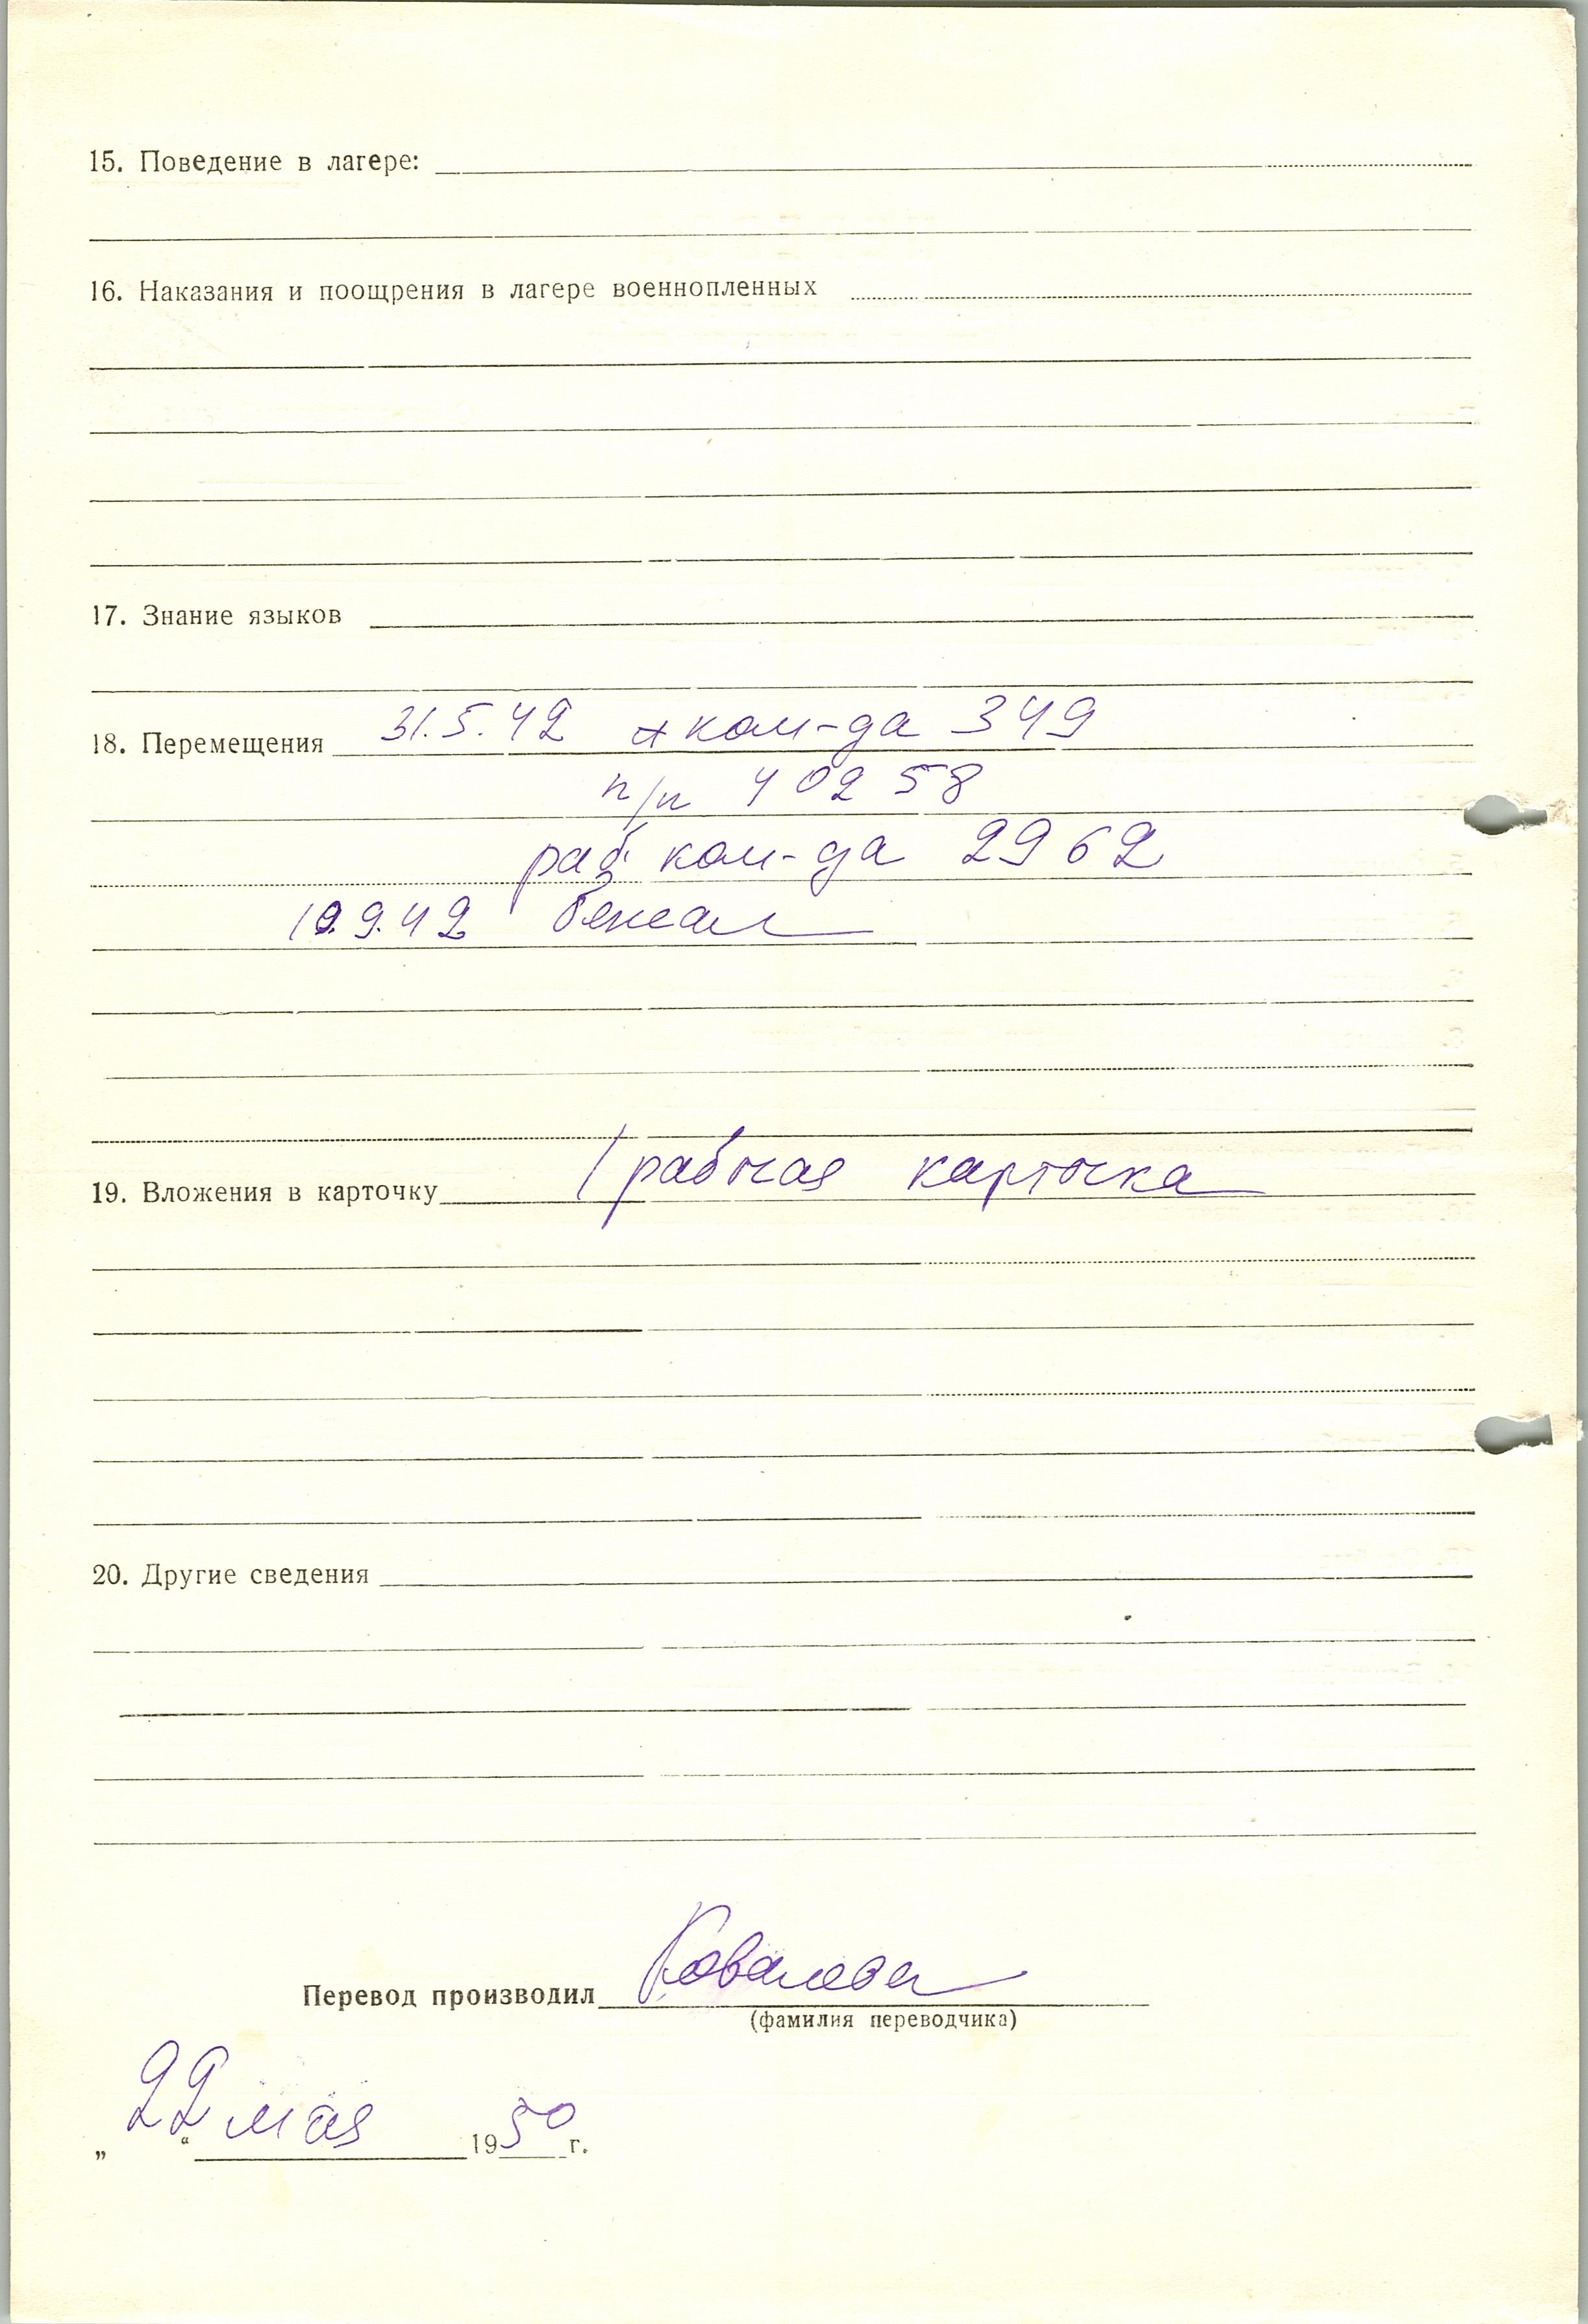 15. Поведение в лагере:
16. Наказания и поощрения в лагере военнопленных
17. Знание языков
18. Перемещения 31.5.42 ком-да 349
п/п 40258
раб. ком-да 2962
10.9.42 бежал
19. Вложения в карточку 1 рабочая карточка
20. Другие сведения
Перевод производил Ковалева
(фамилия переводчика)
„22“ мая 1950 г.